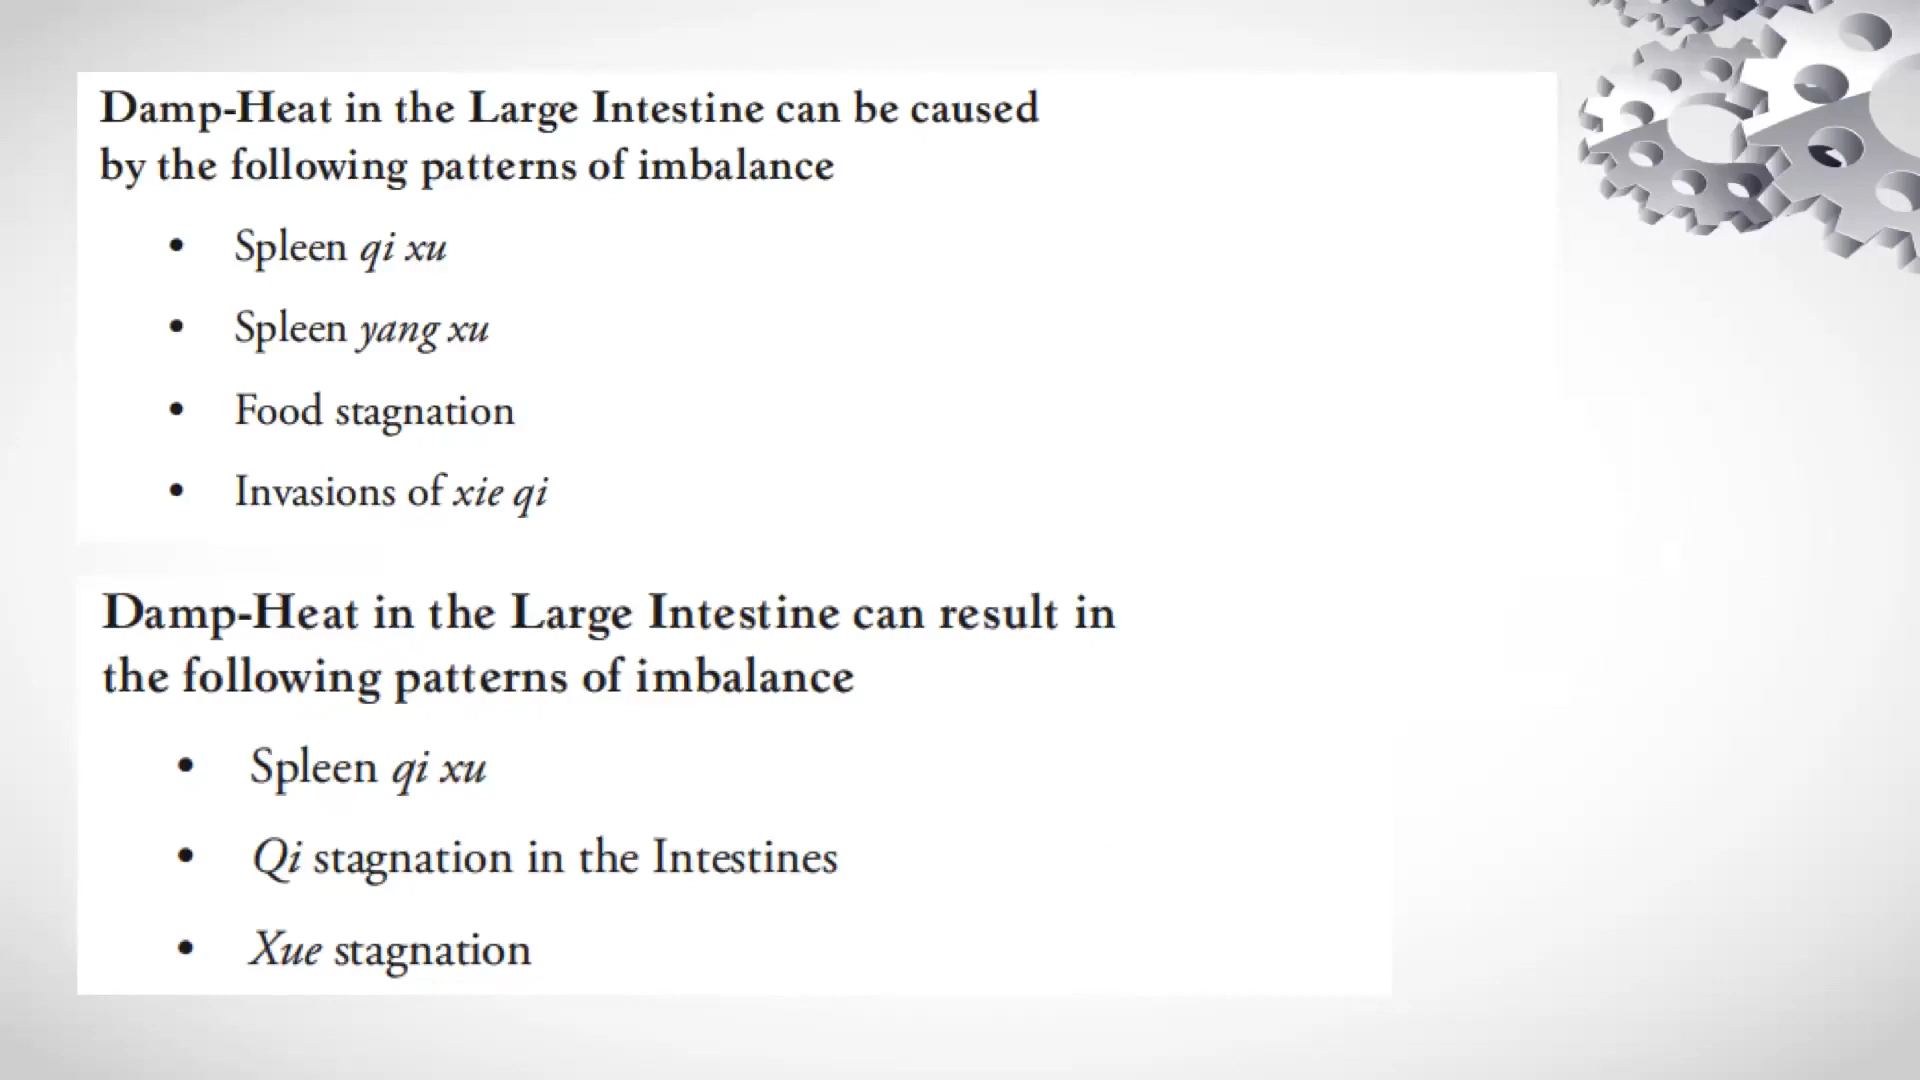 Damp-Heat in the Large Intestine can be caused
by the following patterns of imbalance
• Spleen qi xu
• Spleen yang xu
• Food stagnation
• Invasions of xie qi
Damp-Heat in the Large Intestine can result in
the following patterns of imbalance
• Spleen qi xu
• Qi stagnation in the Intestines
• Xue stagnation